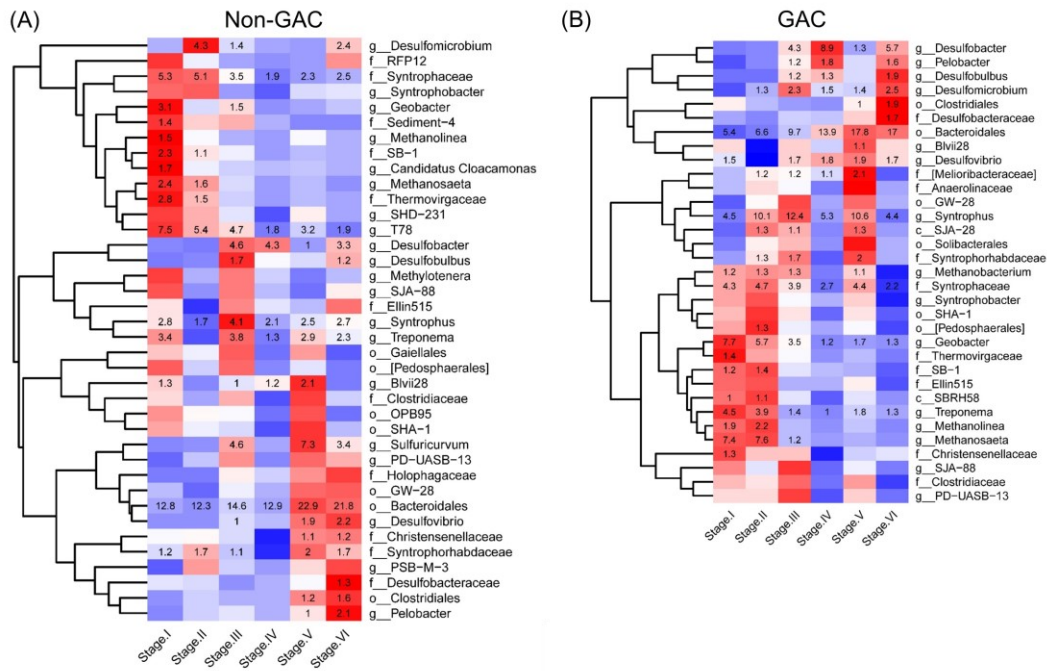 (A)
Non-GAC
4.3 1.4 2.4 g__Desulfomicrobium
f__RFP12
5.3 5.1 3.5 1.9 2.3 2.5 f__Syntrophaceae
g__Syntrophobacter
3.1 1.5 g__Geobacter
1.4 f__Sediment-4
1.5 g__Methanolinea
2.3 1.1 f__SB-1
1.7 g__Candidatus Cloacamonas
2.4 1.6 g__Methanosaeta
2.8 1.5 f__Thermovirgaceae
g__SHD-231
7.5 5.4 4.7 1.8 3.2 1.9 g__T78
4.6 4.3 1 3.3 g__Desulfobacter
1.7 1.2 g__Desulfobulbus
g__Methylotenera
g__SJA-88
f__Ellin515
2.8 1.7 4.1 2.1 2.5 2.7 g__Syntrophus
3.4 3.8 1.3 2.9 2.3 g__Treponema
o__Gaiellales
o__[Pedosphaerales]
1.3 1 1.2 2.1 g__Blvii28
f__Clostridiaceae
o__OPB95
o__SHA-1
4.6 7.3 3.4 g__Sulfuricurvum
g__PD-UASB-13
f__Holophagaceae
o__GW-28
12.8 12.3 14.6 12.9 22.9 21.8 o__Bacteroidales
1 1.9 2.2 g__Desulfovibrio
1.1 1.2 f__Christensenellaceae
1.2 1.7 1.1 2 1.7 f__Syntrophorhabdaceae
g__PSB-M-3
1.3 f__Desulfobacteraceae
1.2 1.6 o__Clostridiales
1 2.1 g__Pelobacter
Stage.I Stage.II Stage.III Stage.IV Stage.V Stage.VI
(B)
GAC
4.3 8.9 1.3 5.7 g__Desulfobacter
1.2 1.8 1.6 g__Pelobacter
1.2 1.3 1.9 g__Desulfobulbus
1.3 2.3 1.5 1.4 2.5 g__Desulfomicrobium
1 1.9 o__Clostridiales
1.7 f__Desulfobacteraceae
5.4 6.6 9.7 13.9 17.8 17 o__Bacteroidales
1.1 g__Blvii28
1.5 1.7 1.8 1.9 1.7 g__Desulfovibrio
1.2 1.2 1.1 2.1 f__[Melioribacteraceae]
f__Anaerolinaceae
o__GW-28
4.5 10.1 12.4 5.3 10.6 4.4 g__Syntrophus
1.3 1.1 1.3 c__SJA-28
o__Solibacterales
1.3 1.7 2 f__Syntrophorhabdaceae
1.2 1.3 1.3 1.1 g__Methanobacterium
4.3 4.7 3.9 2.7 4.4 2.2 f__Syntrophaceae
g__Syntrophobacter
o__SHA-1
1.3 o__[Pedosphaerales]
7.7 5.7 3.5 1.2 1.7 1.3 g__Geobacter
1.4 f__Thermovirgaceae
1.2 1.4 f__SB-1
f__Ellin515
1 1.1 c__SBRH58
4.5 3.9 1.4 1 1.8 1.3 g__Treponema
1.9 2.2 g__Methanolinea
7.4 7.6 1.2 g__Methanosaeta
1.3 f__Christensenellaceae
g__SJA-88
f__Clostridiaceae
g__PD-UASB-13
Stage.I Stage.II Stage.III Stage.IV Stage.V Stage.VI